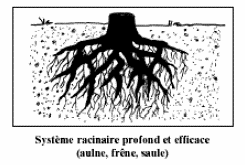 Système racinaire profond et efficace
(aulne, frêne, saule)